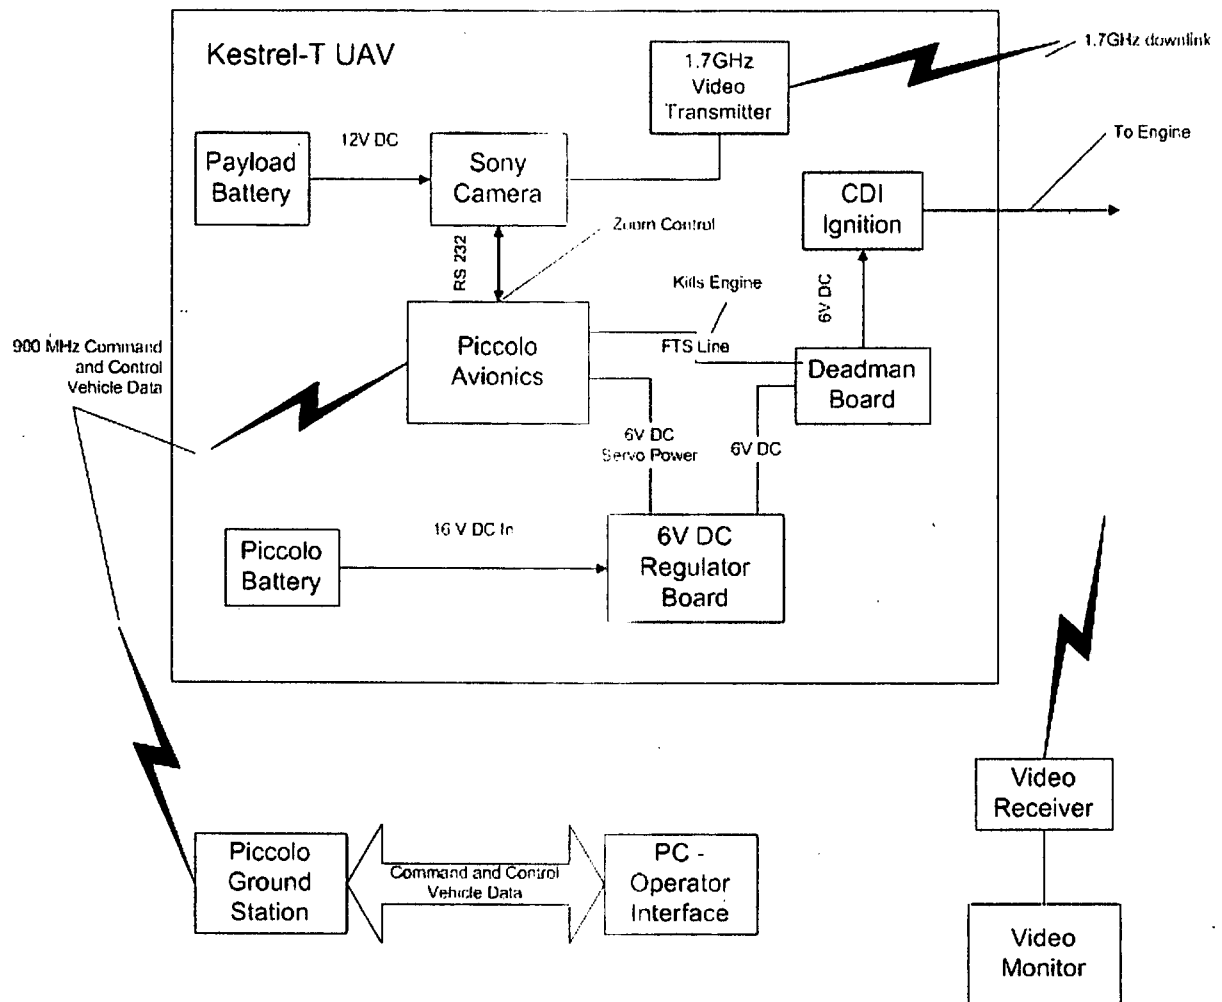 Kestrel-T UAV
1.7GHz
Video
Transmitter
1.7GHz downlink
To Engine
12V DC
Payload
Battery
Sony
Camera
CDI
Ignition
Zoom Control
RS 232
Kills Engine
6V DC
FTS Line
900 MHz Command
and Control
Vehicle Data
Piccolo
Avionics
Deadman
Board
6V DC
Servo Power
6V DC
16 V DC In
Piccolo
Battery
6V DC
Regulator
Board
Video
Receiver
Piccolo
Ground
Station
Command and Control
Vehicle Data
PC -
Operator
Interface
Video
Monitor